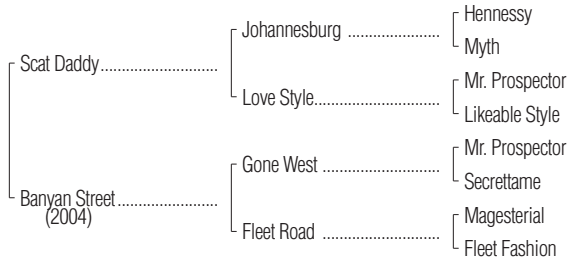 Hennessy
Johannesburg ....................
Myth
Scat Daddy..........................
Mr. Prospector
Love Style...........................
Likeable Style
Mr. Prospector
Gone West .........................
Secrettame
Banyan Street......................
(2004)
Magesterial
Fleet Road .........................
Fleet Fashion